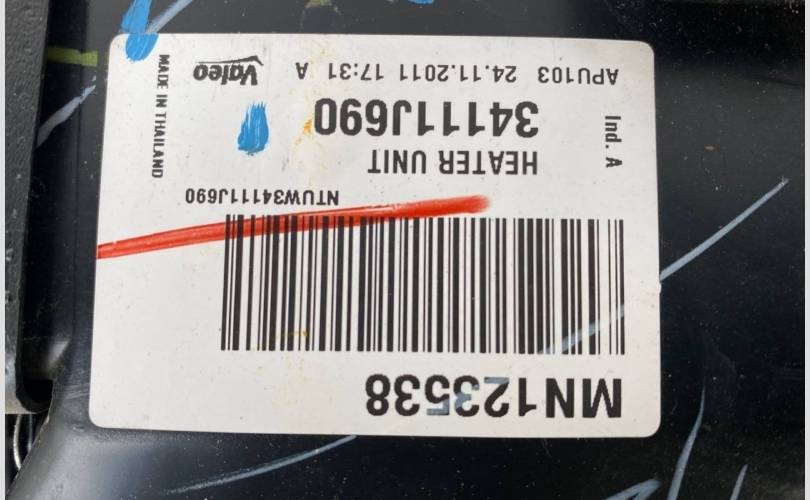 MN123538
NTUW34111J690
HEATER UNIT
Ind. A
34111J690
APU103 24.11.2011 17:31 A
Valeo
MADE IN THAILAND